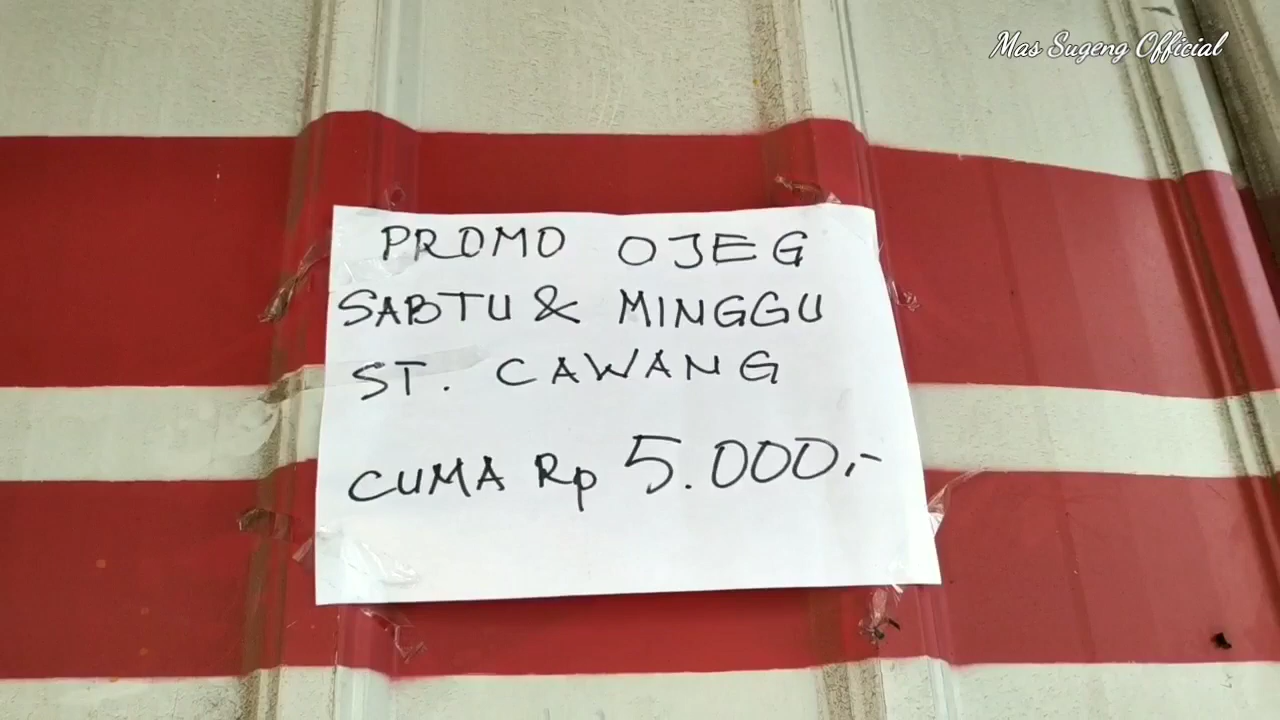 Mas Sugeng Official
PROMO OJEG
SABTU & MINGGU
ST. CAWANG
CUMA Rp 5.000,-